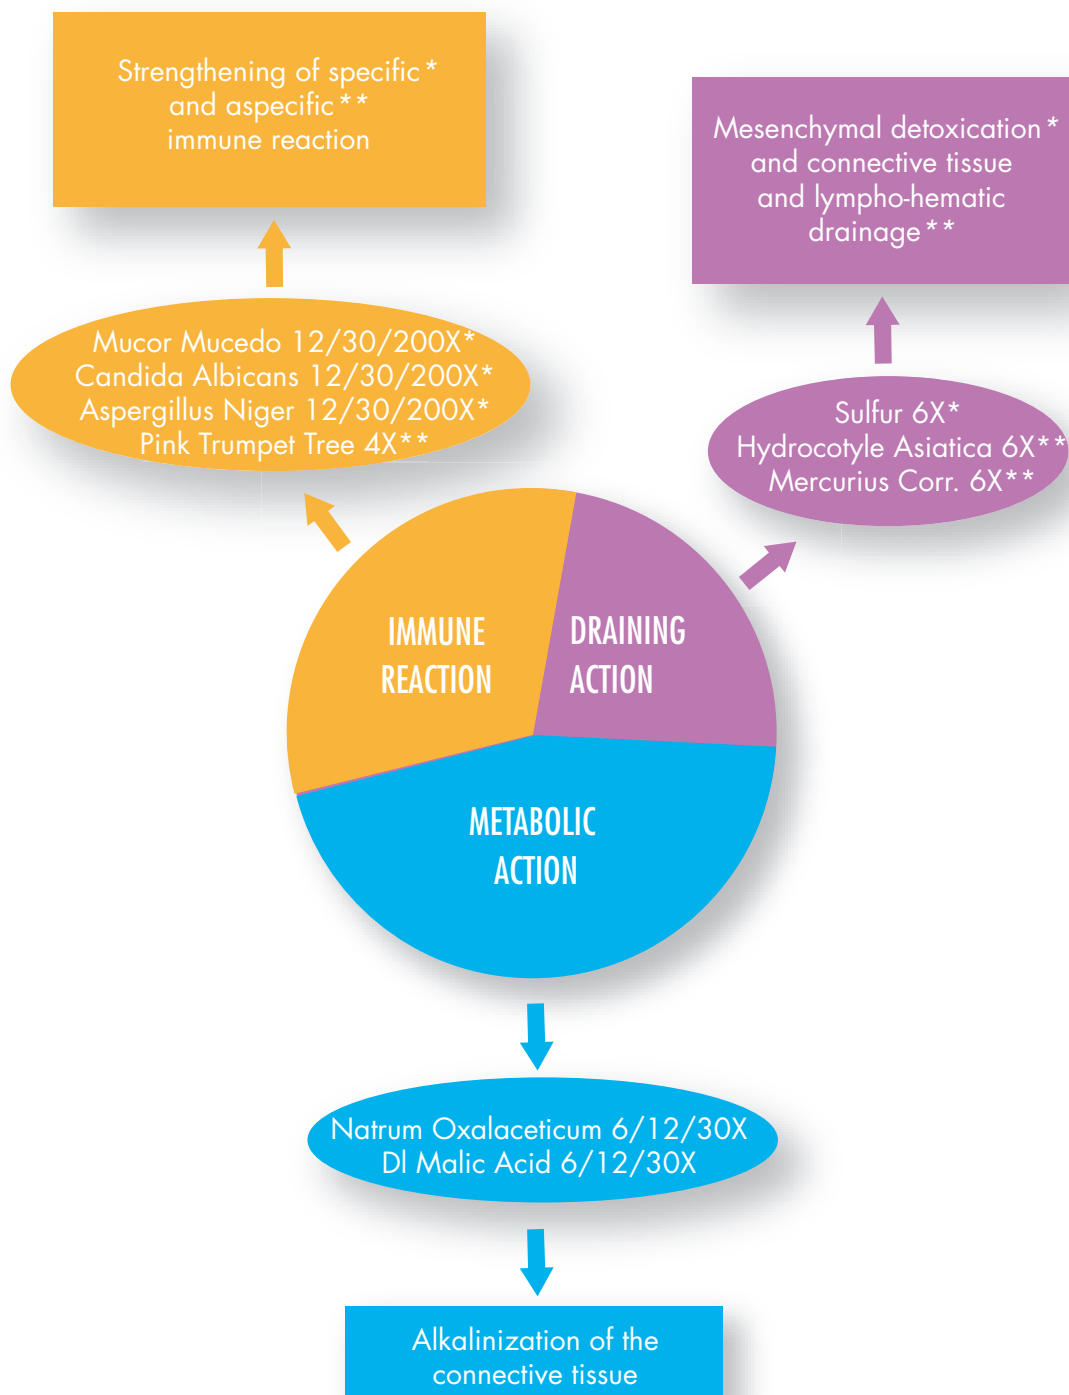 Strengthening of specific*
and aspecific**
immune reaction
Mesenchymal detoxication*
and connective tissue
and lympho-hematic
drainage**
Mucor Mucedo 12/30/200X*
Candida Albicans 12/30/200X*
Aspergillus Niger 12/30/200X*
Pink Trumpet Tree 4X**
Sulfur 6X*
Hydrocotyle Asiatica 6X**
Mercurius Corr. 6X**
IMMUNE
REACTION
DRAINING
ACTION
METABOLIC
ACTION
Natrum Oxalaceticum 6/12/30X
Dl Malic Acid 6/12/30X
Alkalinization of the
connective tissue